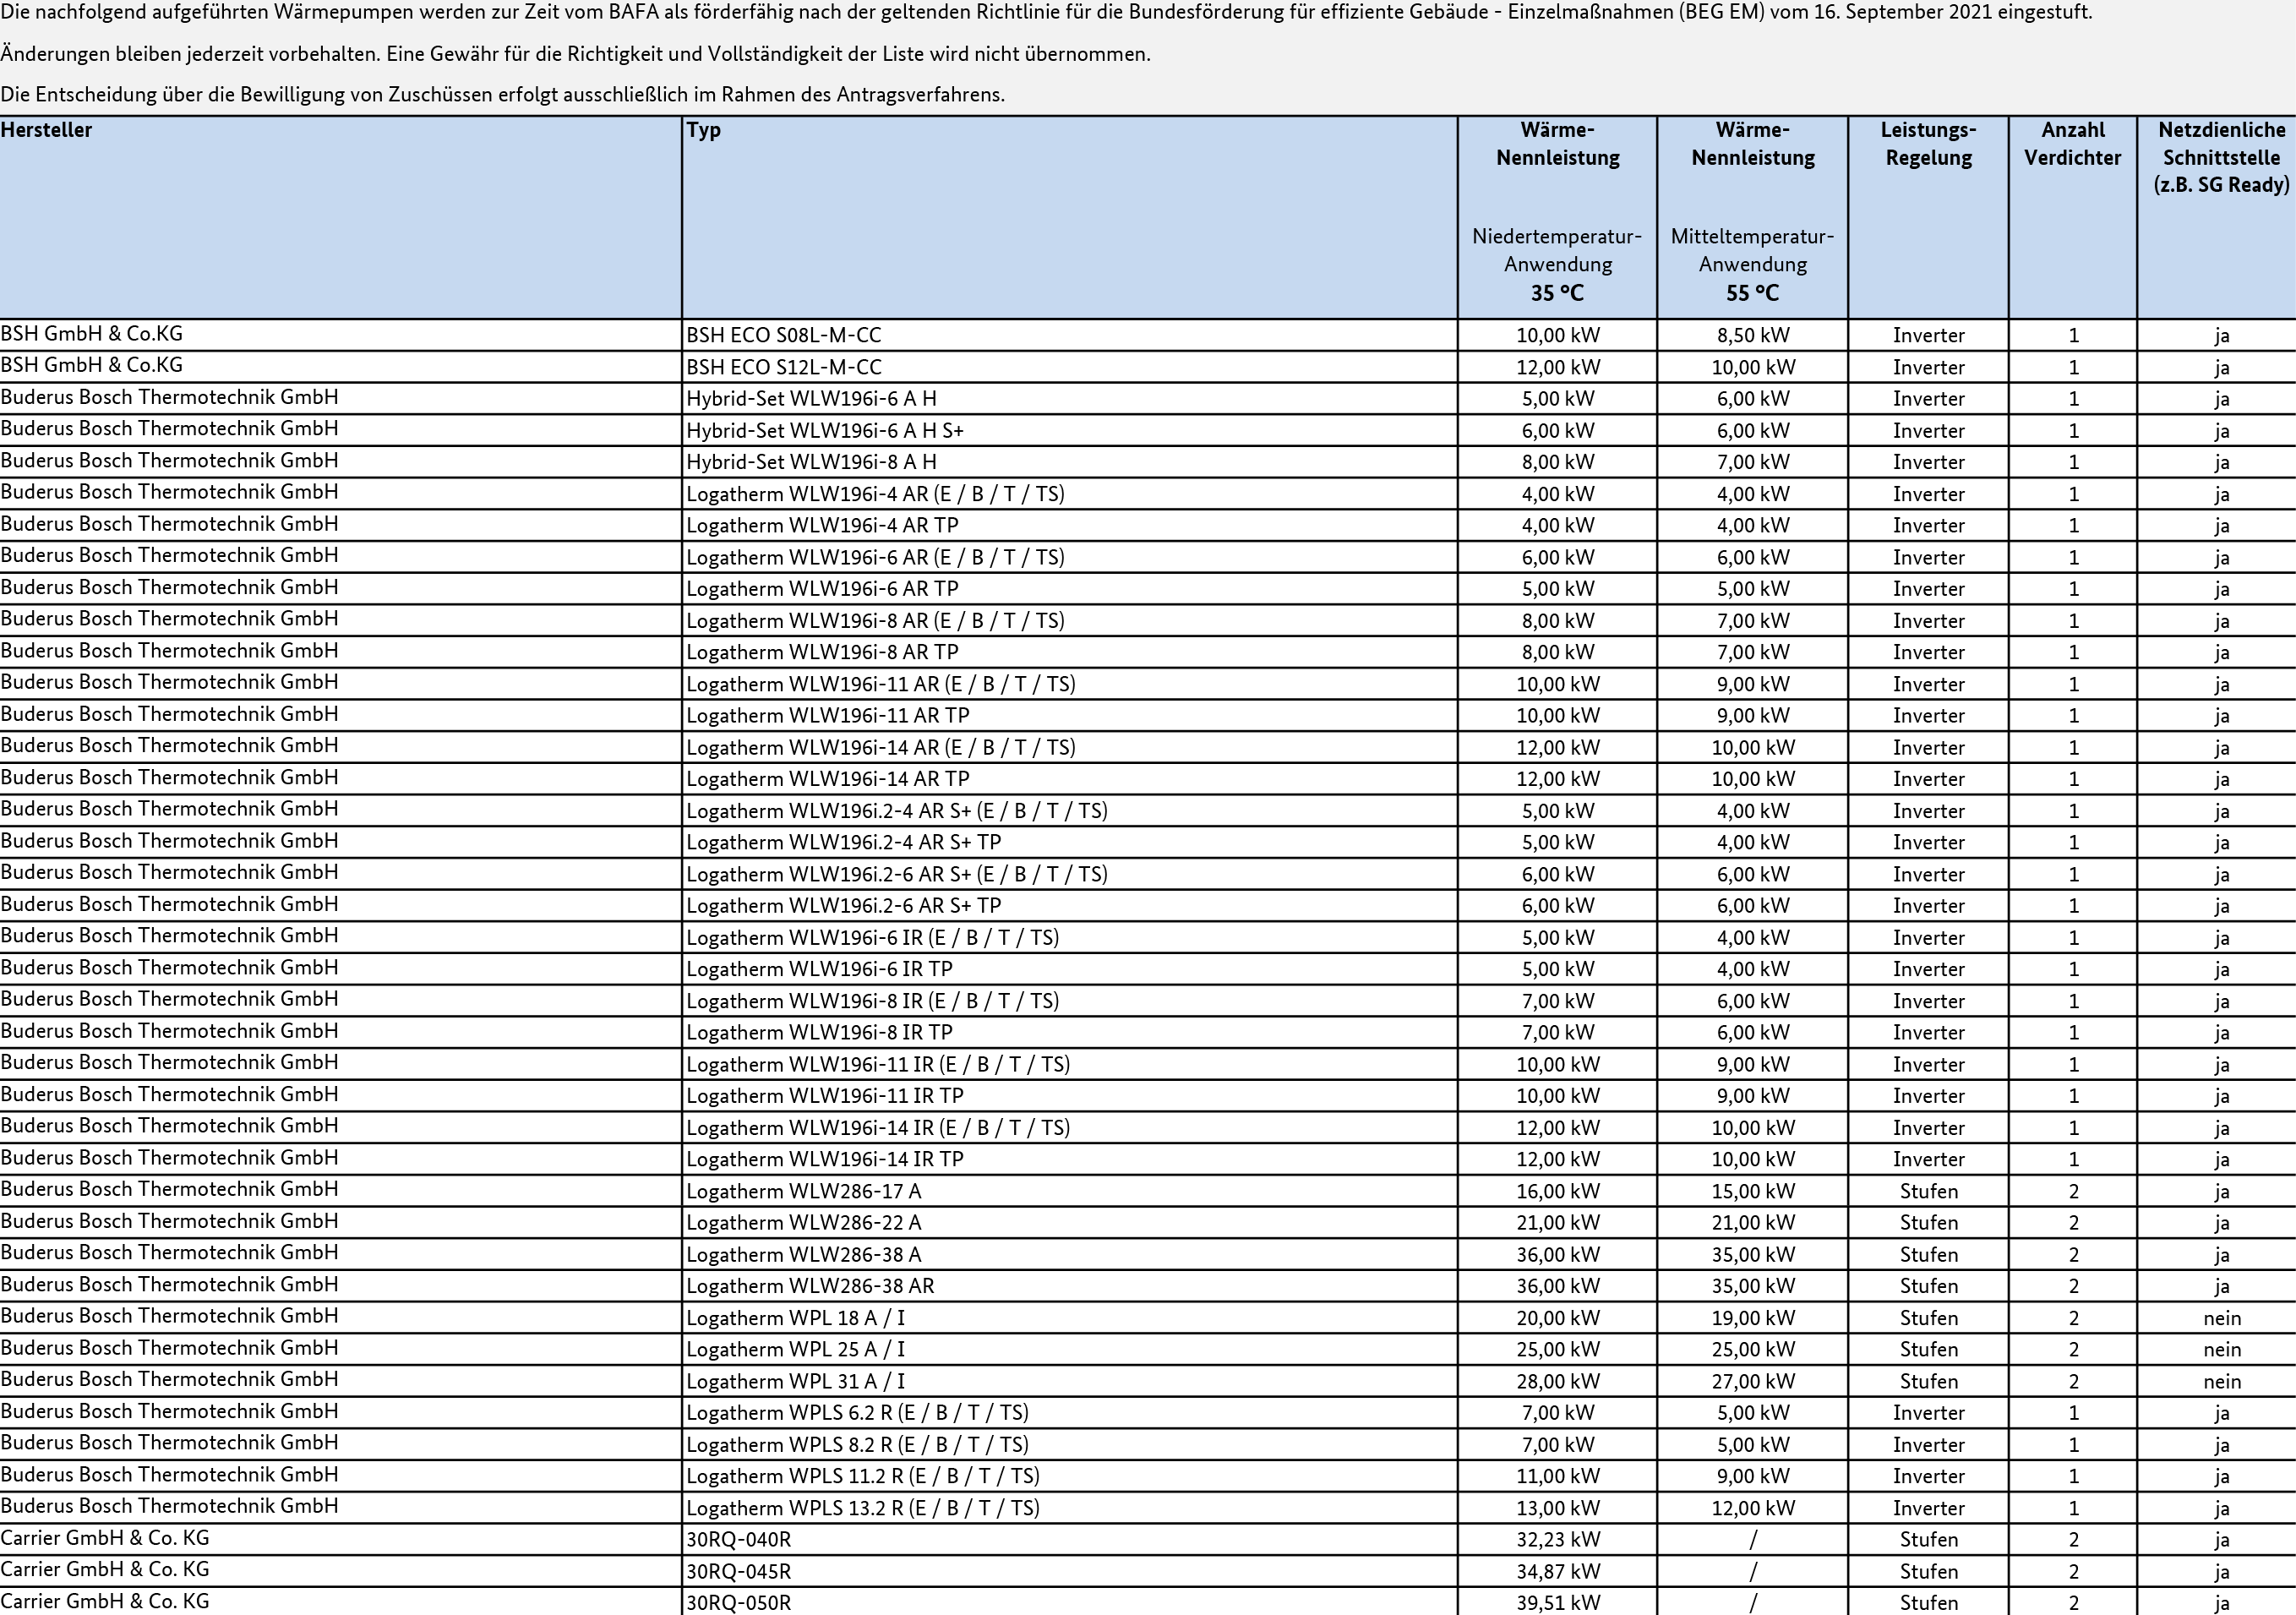 Die nachfolgend aufgeführten Wärmepumpen werden zur Zeit vom BAFA als förderfähig nach der geltenden Richtlinie für die Bundesförderung für effiziente Gebäude - Einzelmaßnahmen (BEG EM) vom 16. September 2021 eingestuft.
Änderungen bleiben jederzeit vorbehalten. Eine Gewähr für die Richtigkeit und Vollständigkeit der Liste wird nicht übernommen.
Die Entscheidung über die Bewilligung von Zuschüssen erfolgt ausschließlich im Rahmen des Antragsverfahrens.
Hersteller Typ Wärme- Wärme- Leistungs- Anzahl Netzdienliche
Nennleistung Nennleistung Regelung Verdichter Schnittstelle
(z.B. SG Ready)
Niedertemperatur- Mitteltemperatur-
Anwendung Anwendung
35 °C 55 °C
BSH GmbH & Co.KG BSH ECO S08L-M-CC 10,00 kW 8,50 kW Inverter 1 ja
BSH GmbH & Co.KG BSH ECO S12L-M-CC 12,00 kW 10,00 kW Inverter 1 ja
Buderus Bosch Thermotechnik GmbH Hybrid-Set WLW196i-6 A H 5,00 kW 6,00 kW Inverter 1 ja
Buderus Bosch Thermotechnik GmbH Hybrid-Set WLW196i-6 A H S+ 6,00 kW 6,00 kW Inverter 1 ja
Buderus Bosch Thermotechnik GmbH Hybrid-Set WLW196i-8 A H 8,00 kW 7,00 kW Inverter 1 ja
Buderus Bosch Thermotechnik GmbH Logatherm WLW196i-4 AR (E / B / T / TS) 4,00 kW 4,00 kW Inverter 1 ja
Buderus Bosch Thermotechnik GmbH Logatherm WLW196i-4 AR TP 4,00 kW 4,00 kW Inverter 1 ja
Buderus Bosch Thermotechnik GmbH Logatherm WLW196i-6 AR (E / B / T / TS) 6,00 kW 6,00 kW Inverter 1 ja
Buderus Bosch Thermotechnik GmbH Logatherm WLW196i-6 AR TP 5,00 kW 5,00 kW Inverter 1 ja
Buderus Bosch Thermotechnik GmbH Logatherm WLW196i-8 AR (E / B / T / TS) 8,00 kW 7,00 kW Inverter 1 ja
Buderus Bosch Thermotechnik GmbH Logatherm WLW196i-8 AR TP 8,00 kW 7,00 kW Inverter 1 ja
Buderus Bosch Thermotechnik GmbH Logatherm WLW196i-11 AR (E / B / T / TS) 10,00 kW 9,00 kW Inverter 1 ja
Buderus Bosch Thermotechnik GmbH Logatherm WLW196i-11 AR TP 10,00 kW 9,00 kW Inverter 1 ja
Buderus Bosch Thermotechnik GmbH Logatherm WLW196i-14 AR (E / B / T / TS) 12,00 kW 10,00 kW Inverter 1 ja
Buderus Bosch Thermotechnik GmbH Logatherm WLW196i-14 AR TP 12,00 kW 10,00 kW Inverter 1 ja
Buderus Bosch Thermotechnik GmbH Logatherm WLW196i.2-4 AR S+ (E / B / T / TS) 5,00 kW 4,00 kW Inverter 1 ja
Buderus Bosch Thermotechnik GmbH Logatherm WLW196i.2-4 AR S+ TP 5,00 kW 4,00 kW Inverter 1 ja
Buderus Bosch Thermotechnik GmbH Logatherm WLW196i.2-6 AR S+ (E / B / T / TS) 6,00 kW 6,00 kW Inverter 1 ja
Buderus Bosch Thermotechnik GmbH Logatherm WLW196i.2-6 AR S+ TP 6,00 kW 6,00 kW Inverter 1 ja
Buderus Bosch Thermotechnik GmbH Logatherm WLW196i-6 IR (E / B / T / TS) 5,00 kW 4,00 kW Inverter 1 ja
Buderus Bosch Thermotechnik GmbH Logatherm WLW196i-6 IR TP 5,00 kW 4,00 kW Inverter 1 ja
Buderus Bosch Thermotechnik GmbH Logatherm WLW196i-8 IR (E / B / T / TS) 7,00 kW 6,00 kW Inverter 1 ja
Buderus Bosch Thermotechnik GmbH Logatherm WLW196i-8 IR TP 7,00 kW 6,00 kW Inverter 1 ja
Buderus Bosch Thermotechnik GmbH Logatherm WLW196i-11 IR (E / B / T / TS) 10,00 kW 9,00 kW Inverter 1 ja
Buderus Bosch Thermotechnik GmbH Logatherm WLW196i-11 IR TP 10,00 kW 9,00 kW Inverter 1 ja
Buderus Bosch Thermotechnik GmbH Logatherm WLW196i-14 IR (E / B / T / TS) 12,00 kW 10,00 kW Inverter 1 ja
Buderus Bosch Thermotechnik GmbH Logatherm WLW196i-14 IR TP 12,00 kW 10,00 kW Inverter 1 ja
Buderus Bosch Thermotechnik GmbH Logatherm WLW286-17 A 16,00 kW 15,00 kW Stufen 2 ja
Buderus Bosch Thermotechnik GmbH Logatherm WLW286-22 A 21,00 kW 21,00 kW Stufen 2 ja
Buderus Bosch Thermotechnik GmbH Logatherm WLW286-38 A 36,00 kW 35,00 kW Stufen 2 ja
Buderus Bosch Thermotechnik GmbH Logatherm WLW286-38 AR 36,00 kW 35,00 kW Stufen 2 ja
Buderus Bosch Thermotechnik GmbH Logatherm WPL 18 A / I 20,00 kW 19,00 kW Stufen 2 nein
Buderus Bosch Thermotechnik GmbH Logatherm WPL 25 A / I 25,00 kW 25,00 kW Stufen 2 nein
Buderus Bosch Thermotechnik GmbH Logatherm WPL 31 A / I 28,00 kW 27,00 kW Stufen 2 nein
Buderus Bosch Thermotechnik GmbH Logatherm WPLS 6.2 R (E / B / T / TS) 7,00 kW 5,00 kW Inverter 1 ja
Buderus Bosch Thermotechnik GmbH Logatherm WPLS 8.2 R (E / B / T / TS) 7,00 kW 5,00 kW Inverter 1 ja
Buderus Bosch Thermotechnik GmbH Logatherm WPLS 11.2 R (E / B / T / TS) 11,00 kW 9,00 kW Inverter 1 ja
Buderus Bosch Thermotechnik GmbH Logatherm WPLS 13.2 R (E / B / T / TS) 13,00 kW 12,00 kW Inverter 1 ja
Carrier GmbH & Co. KG 30RQ-040R 32,23 kW / Stufen 2 ja
Carrier GmbH & Co. KG 30RQ-045R 34,87 kW / Stufen 2 ja
Carrier GmbH & Co. KG 30RQ-050R 39,51 kW / Stufen 2 ja